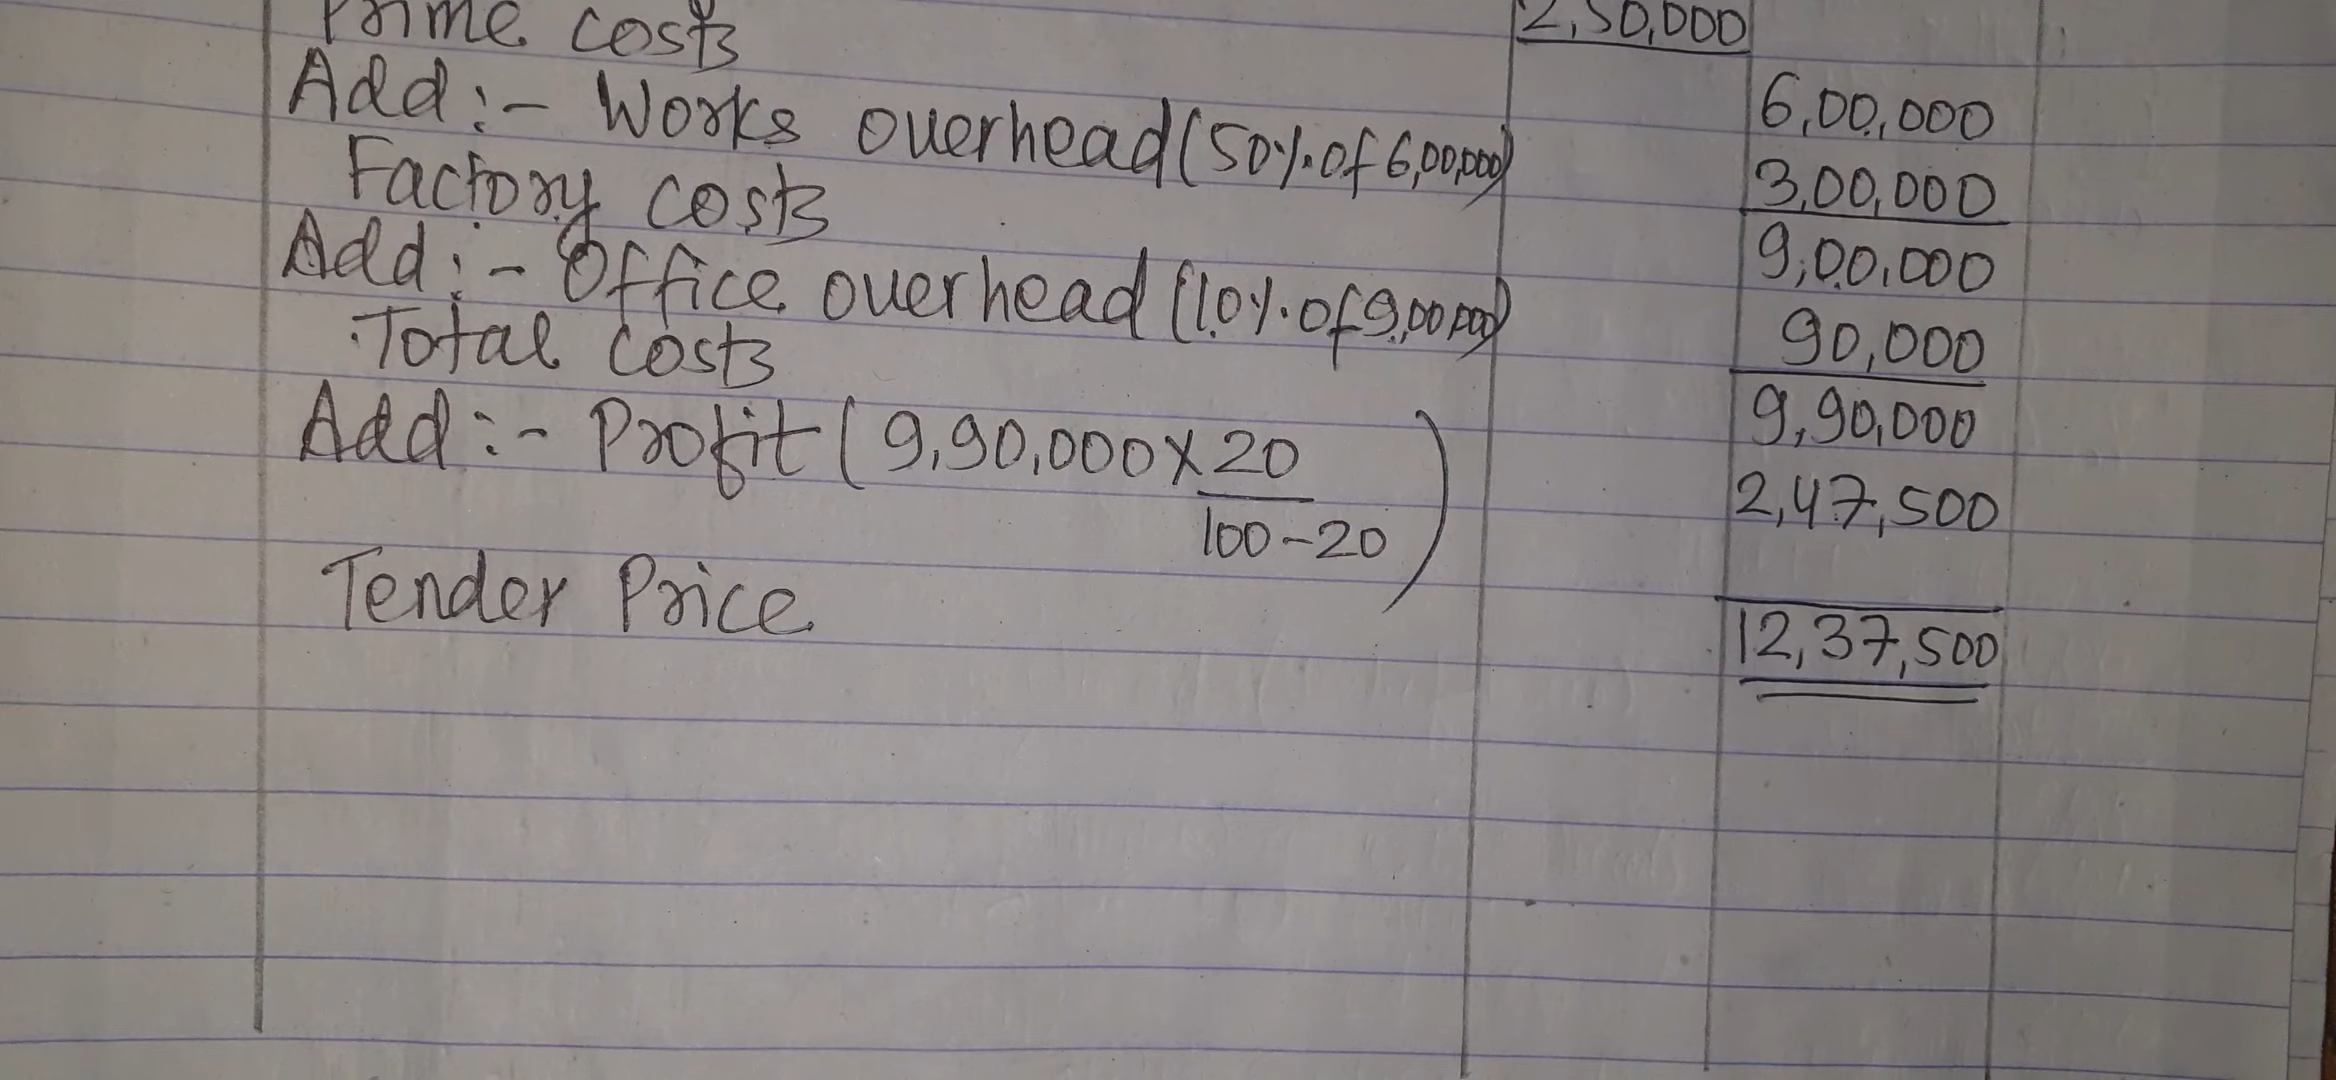 Prime costs 2,50,000
6,00,000
Add:- Works overhead (50% of 6,00,000) 3,00,000
Factory costs 9,00,000
Add:- Office overhead (10% of 9,00,000) 90,000
Total costs 9,90,000
Add:- Profit (9,90,000 X 20 2,47,500
100-20)
Tender Price 12,37,500